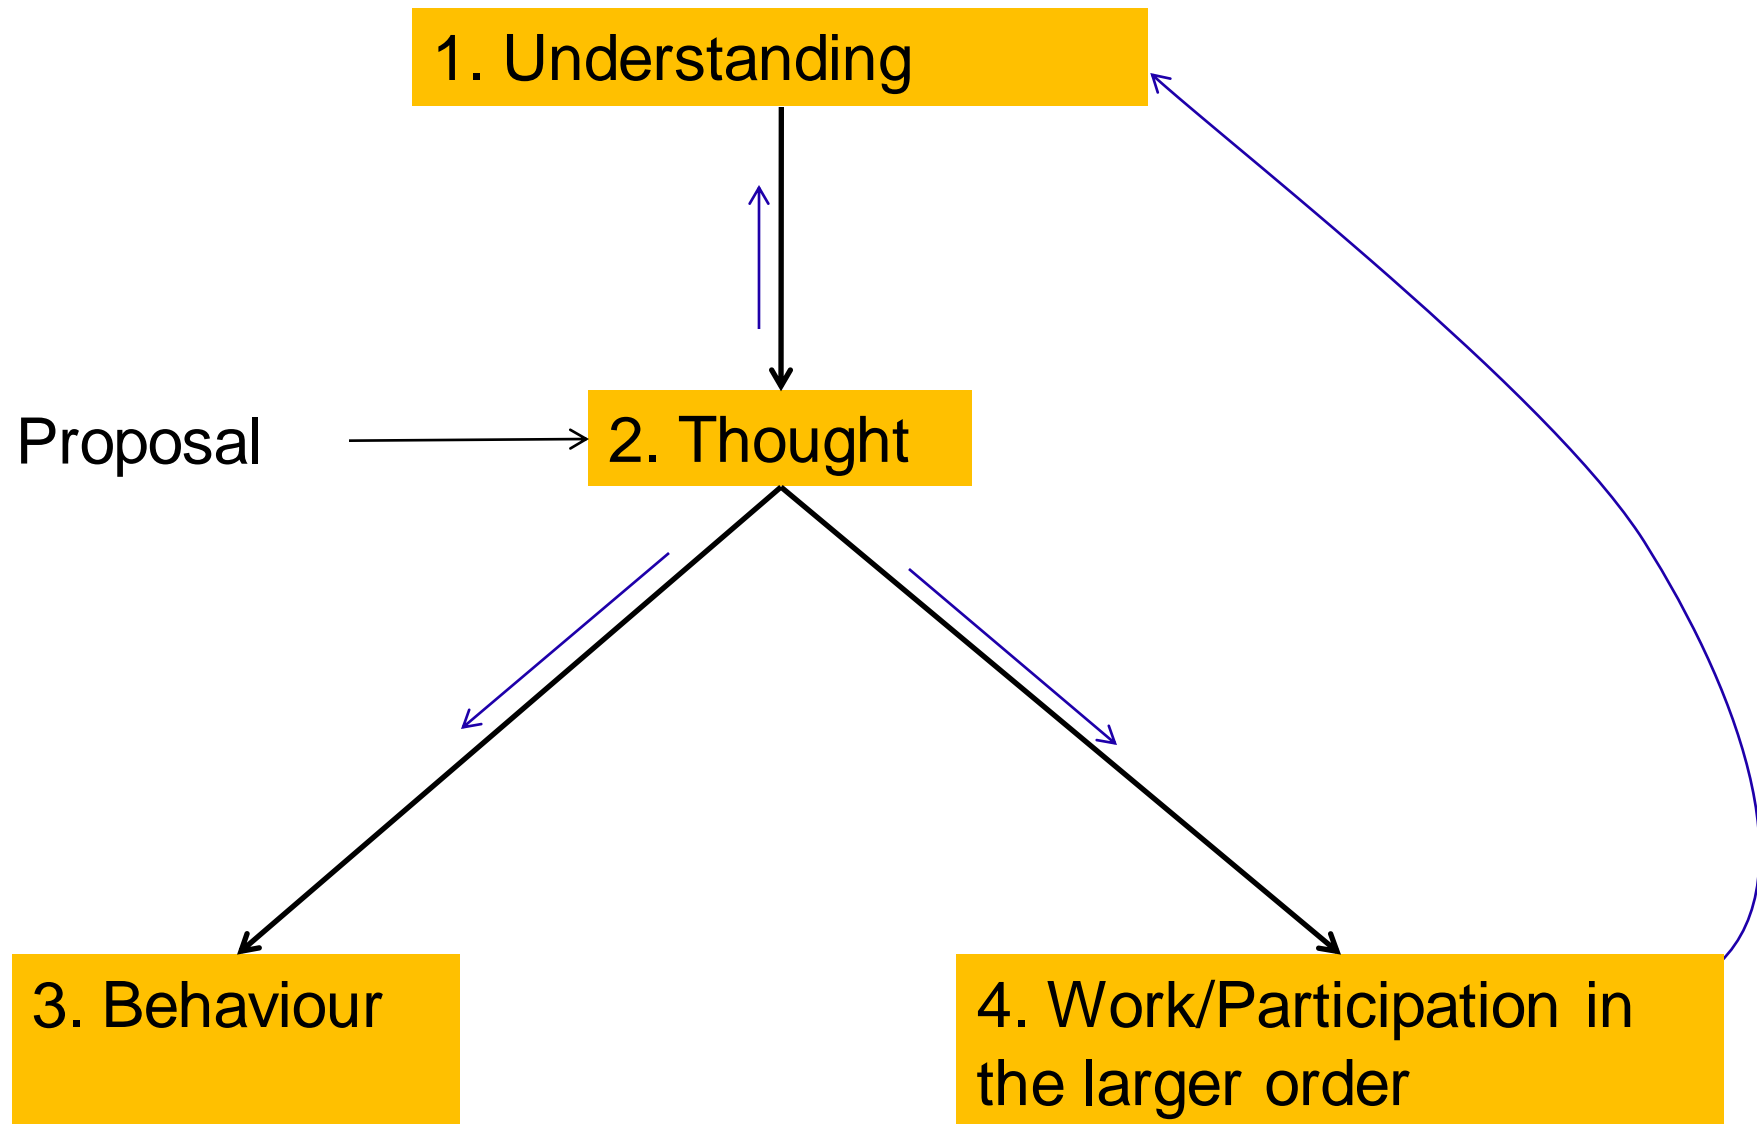 1. Understanding
Proposal
2. Thought
3. Behaviour
4. Work/Participation in
the larger order